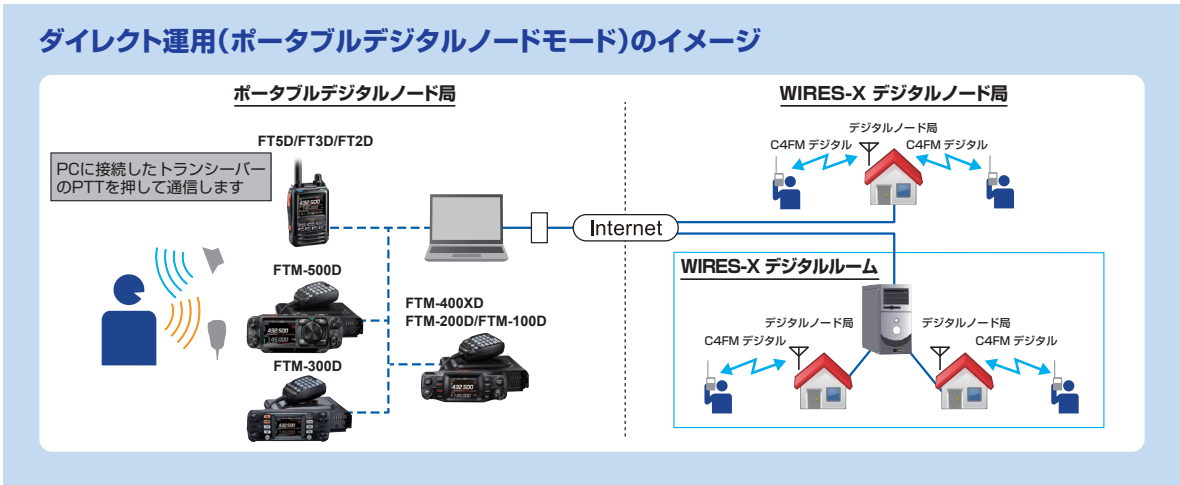 ダイレクト運用(ポータブルデジタルノードモード)のイメージ
ポータブルデジタルノード局
FT5D/FT3D/FT2D
PCに接続したトランシーバー
のPTTを押して通信します
FTM-500D
FTM-400XD
FTM-200D/FTM-100D
FTM-300D
Internet
WIRES-X デジタルノード局
デジタルノード局
C4FM デジタル
C4FM デジタル
WIRES-X デジタルルーム
デジタルノード局
C4FM デジタル
デジタルノード局
C4FM デジタル